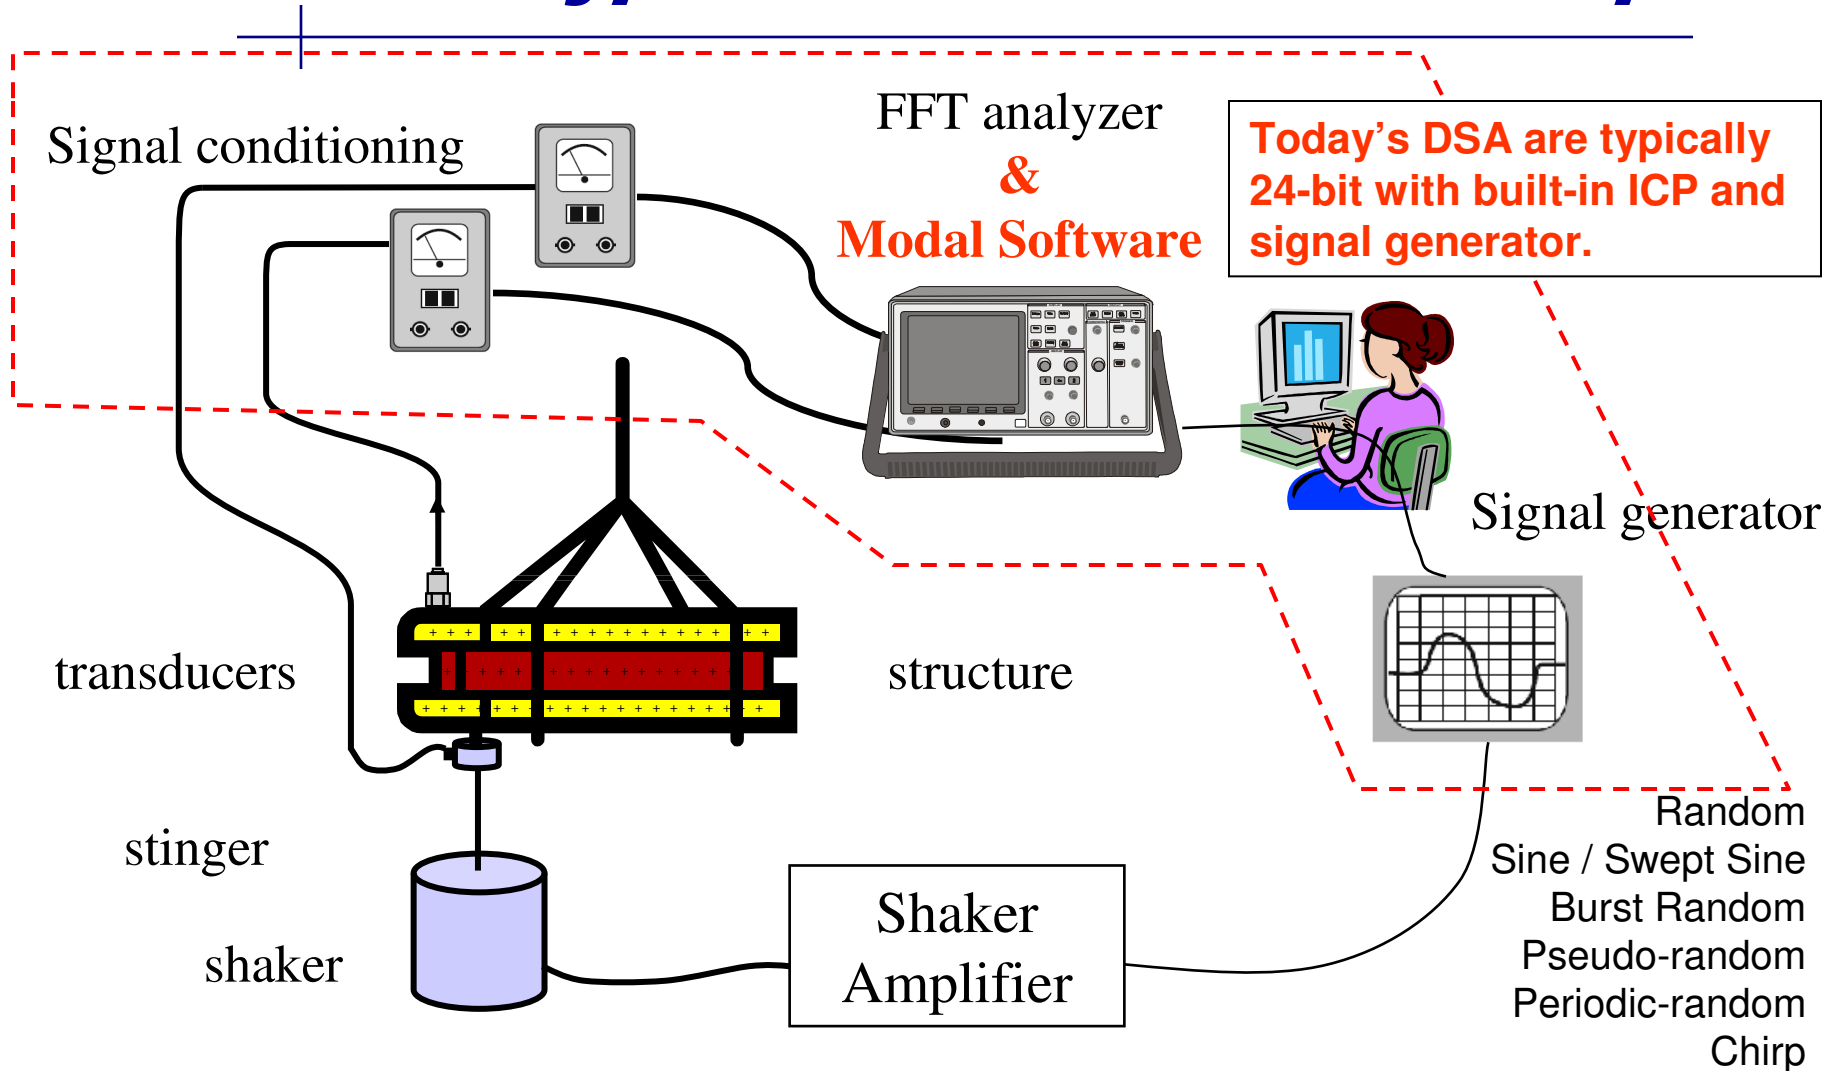 Signal conditioning
FFT analyzer
&
Modal Software
Today’s DSA are typically
24-bit with built-in ICP and
signal generator.
Signal generator
transducers
structure
stinger
shaker
Shaker
Amplifier
Random
Sine / Swept Sine
Burst Random
Pseudo-random
Periodic-random
Chirp